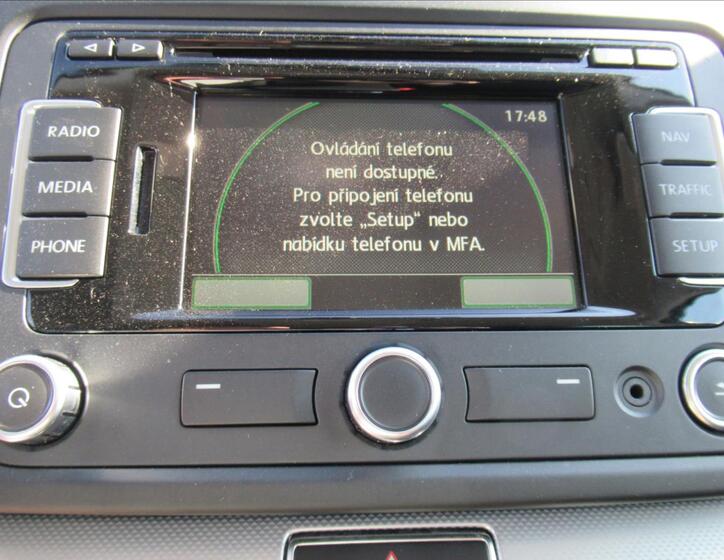 17:48
RADIO
NAV
Ovládání telefonu
není dostupné.
MEDIA
TRAFFIC
Pro připojení telefonu
zvolte „Setup“ nebo
PHONE
SETUP
nabídku telefonu v MFA.